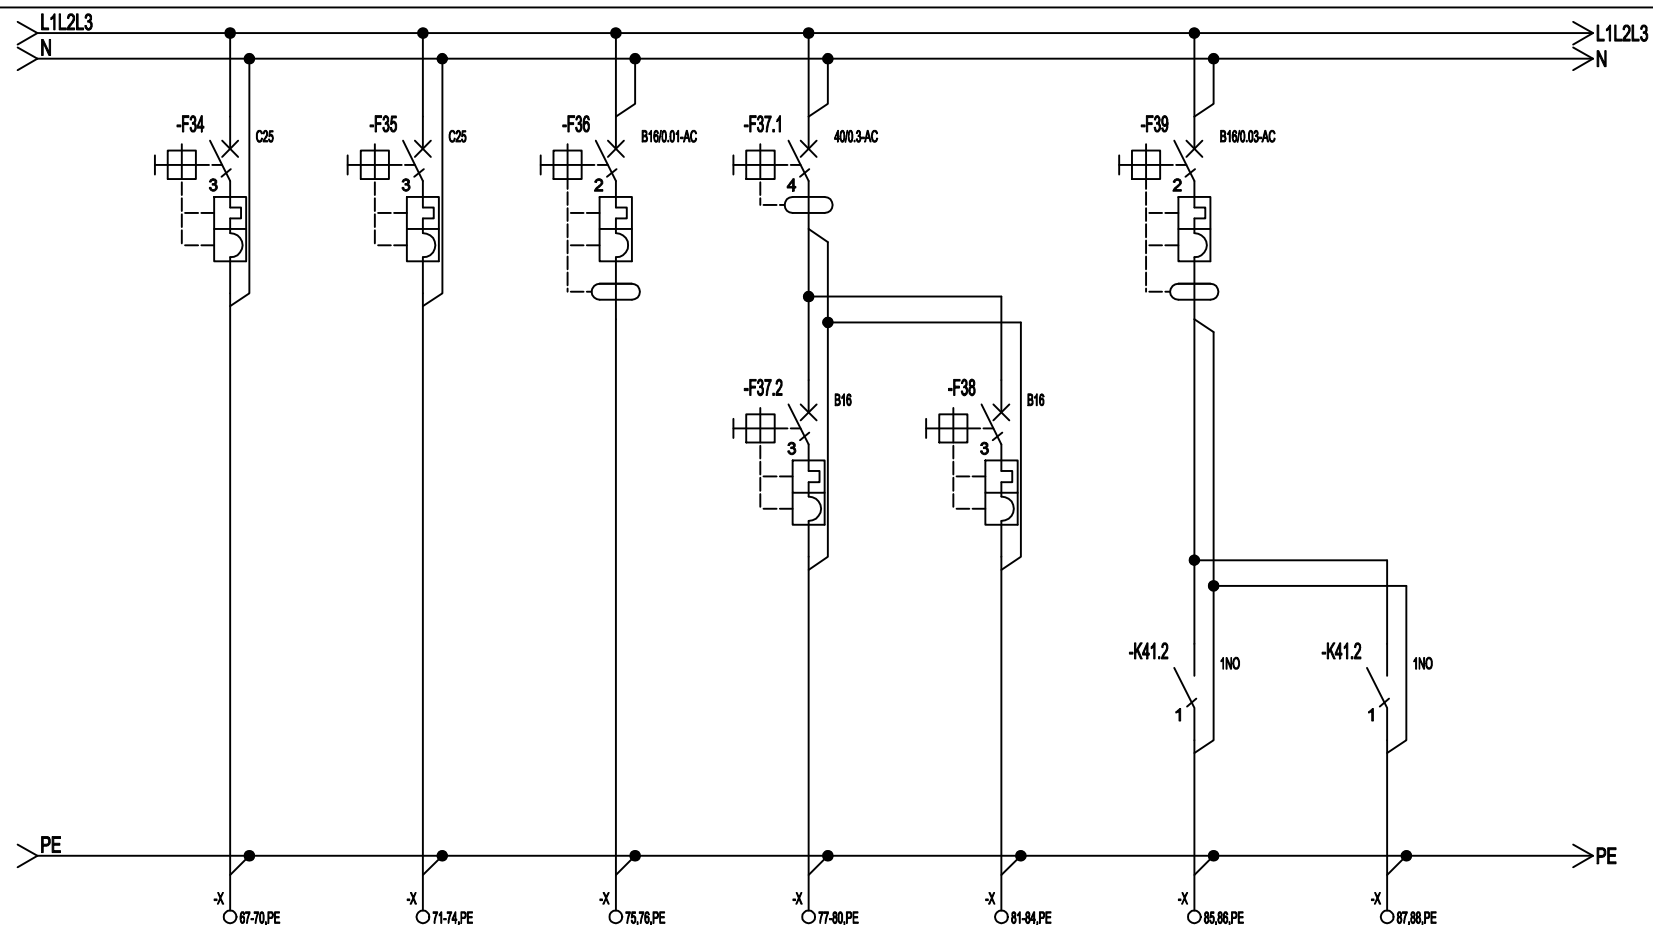 L1L2L3
L1L2L3
N
N
-F34
C25
3
-F35
C25
3
-F36
B16/0.01-AC
2
-F37.1
40/0.3-AC
4
-F39
B16/0.03-AC
2
-F37.2
B16
3
-F38
B16
3
-K41.2
1NO
1
-K41.2
1NO
1
PE
PE
-X
67-70,PE
-X
71-74,PE
-X
75,76,PE
-X
77-80,PE
-X
81-84,PE
-X
85,86,PE
-X
87,88,PE